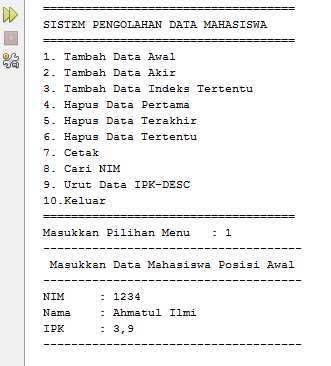 ====================================
SISTEM PENGOLAHAN DATA MAHASISWA
====================================
1. Tambah Data Awal
2. Tambah Data Akir
3. Tambah Data Indeks Tertentu
4. Hapus Data Pertama
5. Hapus Data Terakhir
6. Hapus Data Tertentu
7. Cetak
8. Cari NIM
9. Urut Data IPK-DESC
10.Keluar
====================================
Masukkan Pilihan Menu   : 1
-------------------------------------
 Masukkan Data Mahasiswa Posisi Awal
-------------------------------------
NIM     : 1234
Nama    : Ahmatul Ilmi
IPK     : 3,9
-------------------------------------